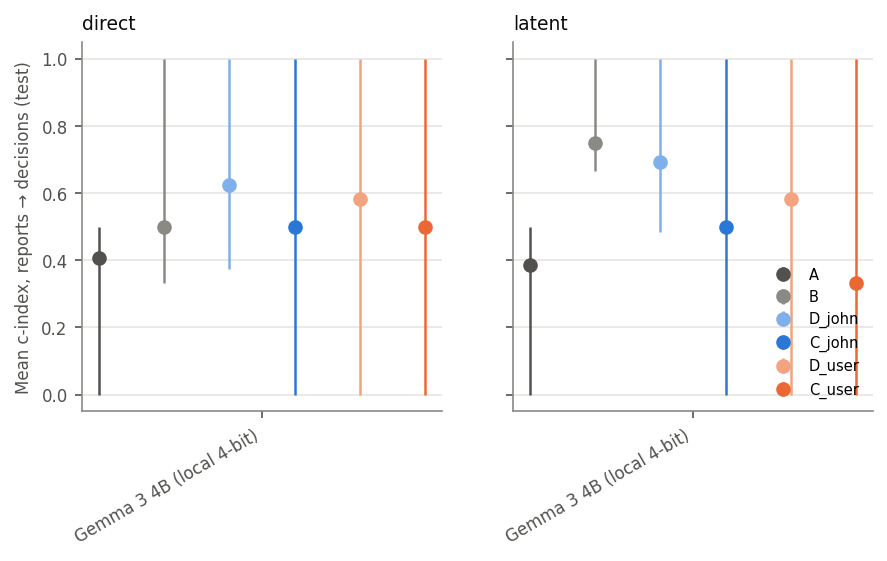 direct
latent
Mean c-index, reports → decisions (test)
1.0
0.8
0.6
0.4
0.2
0.0
A
B
D_john
C_john
D_user
C_user
Gemma 3 4B (local 4-bit)
Gemma 3 4B (local 4-bit)